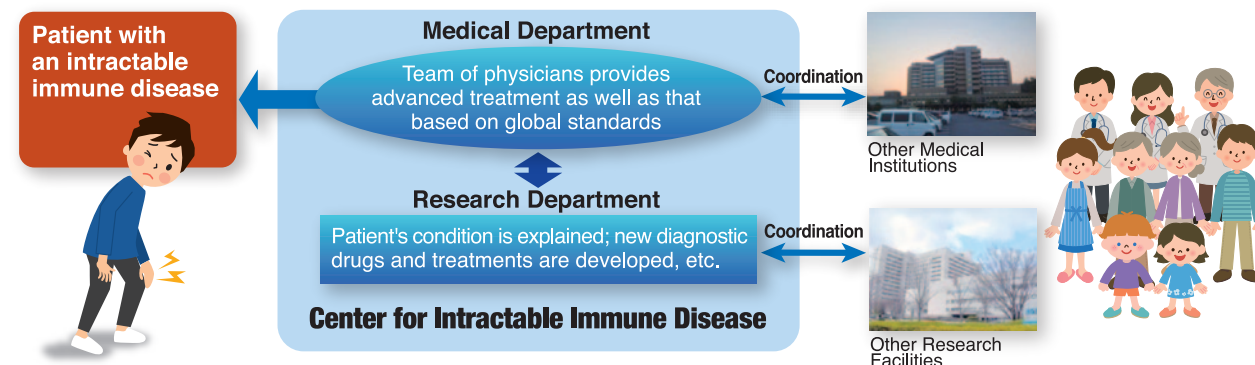 Patient with
an intractable
immune disease
Medical Department
Team of physicians provides
advanced treatment as well as that
based on global standards
Coordination
Other Medical
Institutions
Research Department
Patient's condition is explained; new diagnostic
drugs and treatments are developed, etc.
Coordination
Other Research
Facilities
Center for Intractable Immune Disease